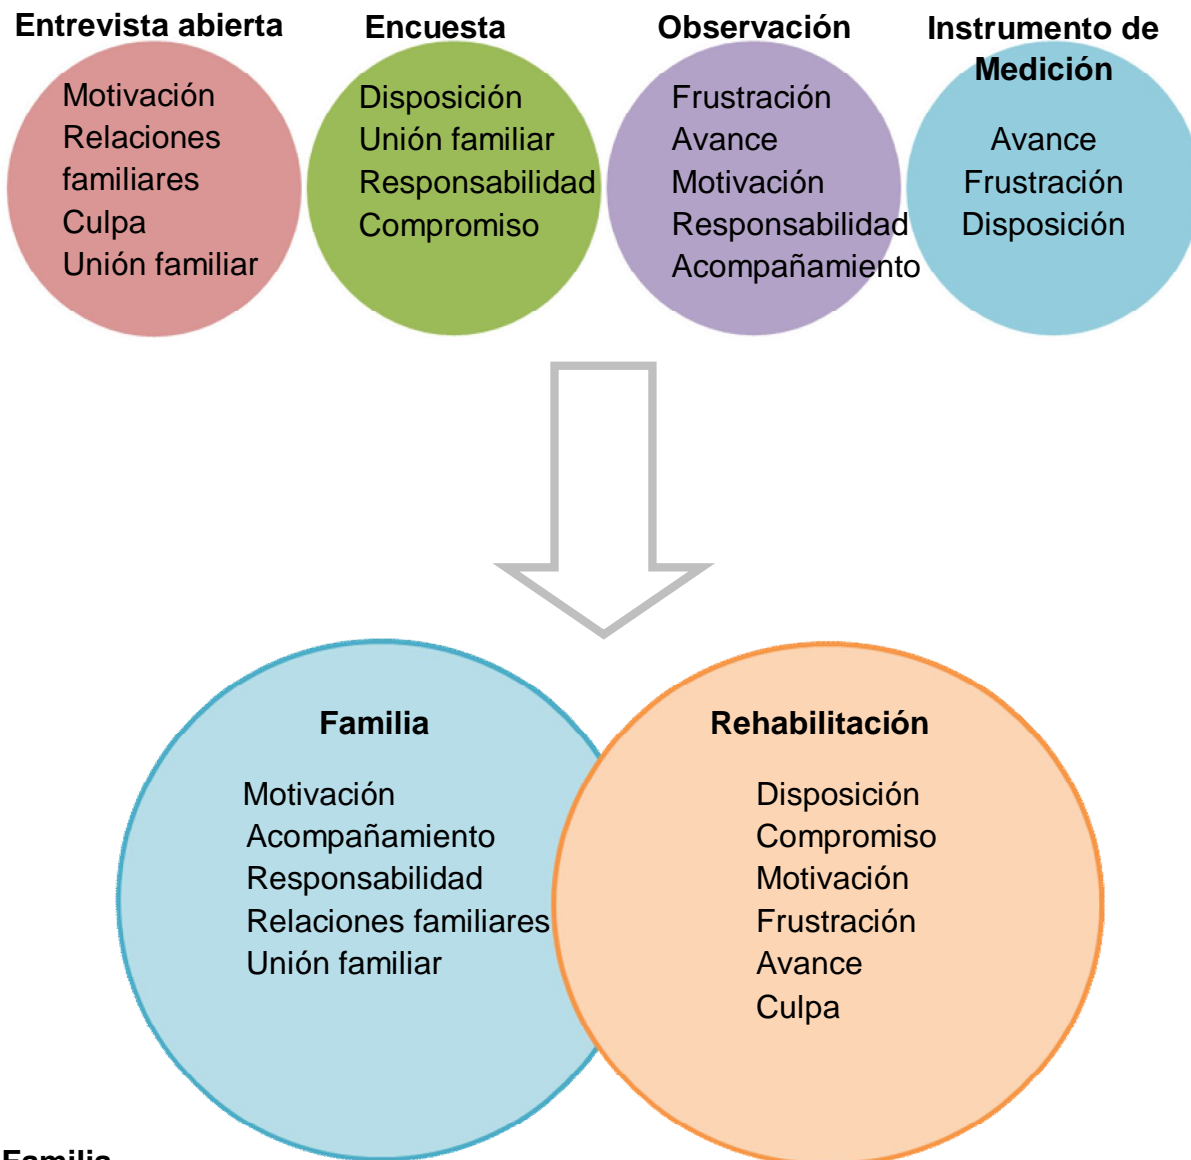 Entrevista abierta
Motivación
Relaciones
familiares
Culpa
Unión familiar
Encuesta
Disposición
Unión familiar
Responsabilidad
Compromiso
Observación
Frustración
Avance
Motivación
Responsabilidad
Acompañamiento
Instrumento de
Medición
Avance
Frustración
Disposición
Familia
Motivación
Acompañamiento
Responsabilidad
Relaciones familiares
Unión familiar
Rehabilitación
Disposición
Compromiso
Motivación
Frustración
Avance
Culpa
Familia